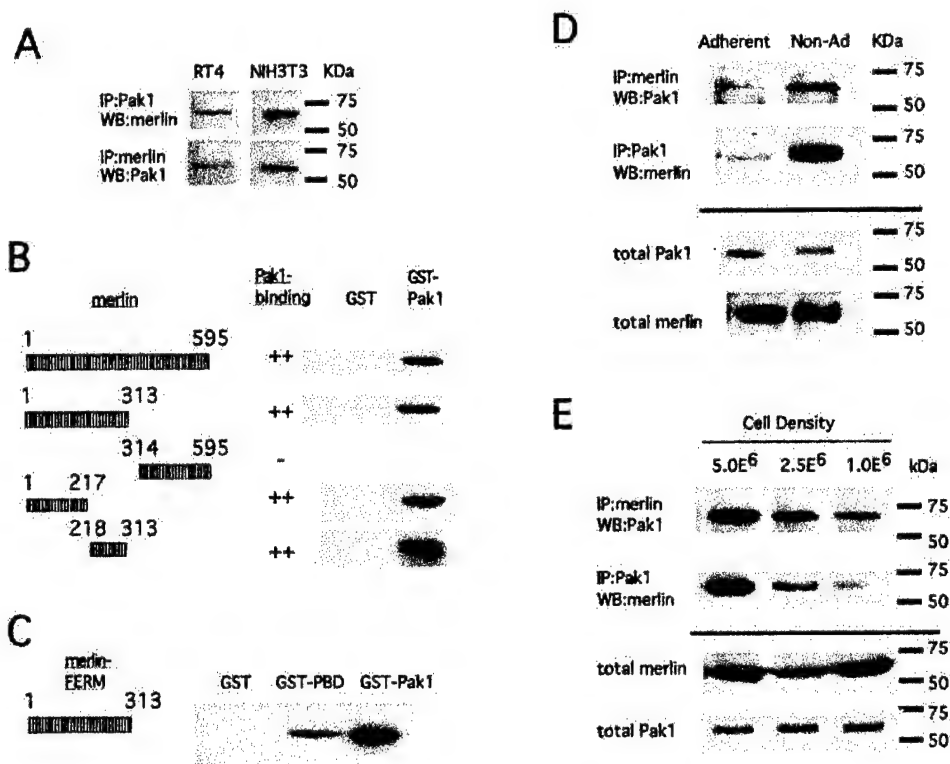 A
RT4 NIH3T3 KDa
IP:Pak1
WB:merlin
75
50
IP:merlin
WB:Pak1
75
50
B
merlin
Pak1-
binding
GST
GST-
Pak1
1 595
++
1 313
++
314 595
-
1 217
++
218 313
++
C
merlin-
FERM
1 313
GST GST-PBD GST-Pak1
D
Adherent Non-Ad KDa
IP:merlin
WB:Pak1
75
50
IP:Pak1
WB:merlin
75
50
total Pak1
75
50
total merlin
75
50
E
Cell Density
5.0E6 2.5E6 1.0E6 kDa
IP:merlin
WB:Pak1
75
50
IP:Pak1
WB:merlin
75
50
total merlin
75
50
total Pak1
75
50